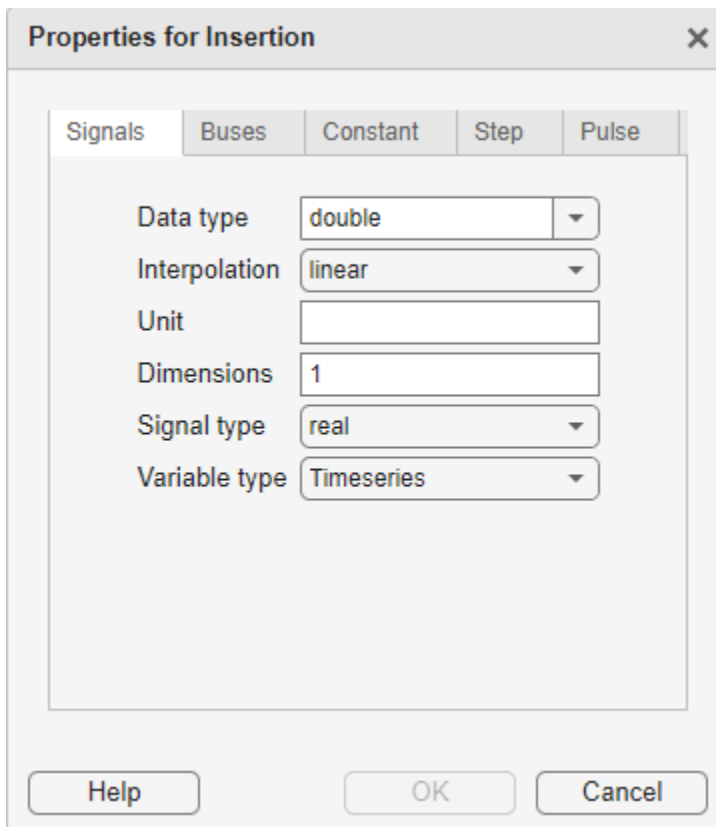 Properties for Insertion
Signals Buses Constant Step Pulse
Data type double
Interpolation linear
Unit
Dimensions 1
Signal type real
Variable type Timeseries
Help OK Cancel